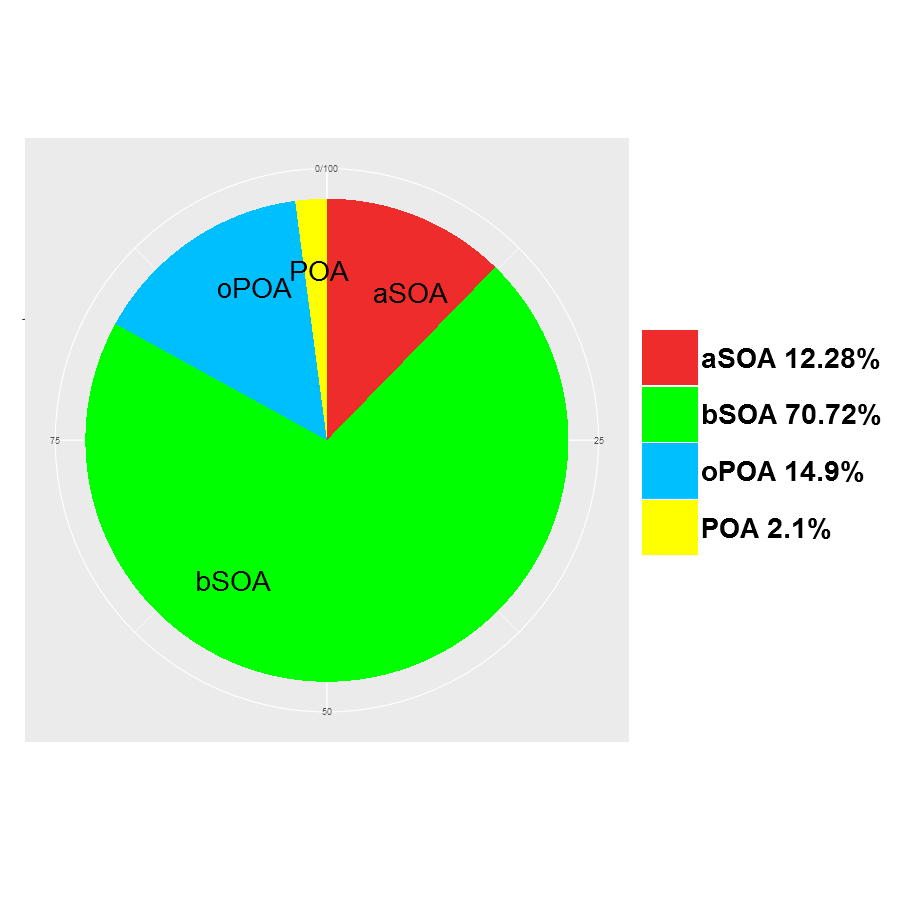 0/100
POA
oPOA
aSOA
75
25
bSOA
50
aSOA 12.28%
bSOA 70.72%
oPOA 14.9%
POA 2.1%